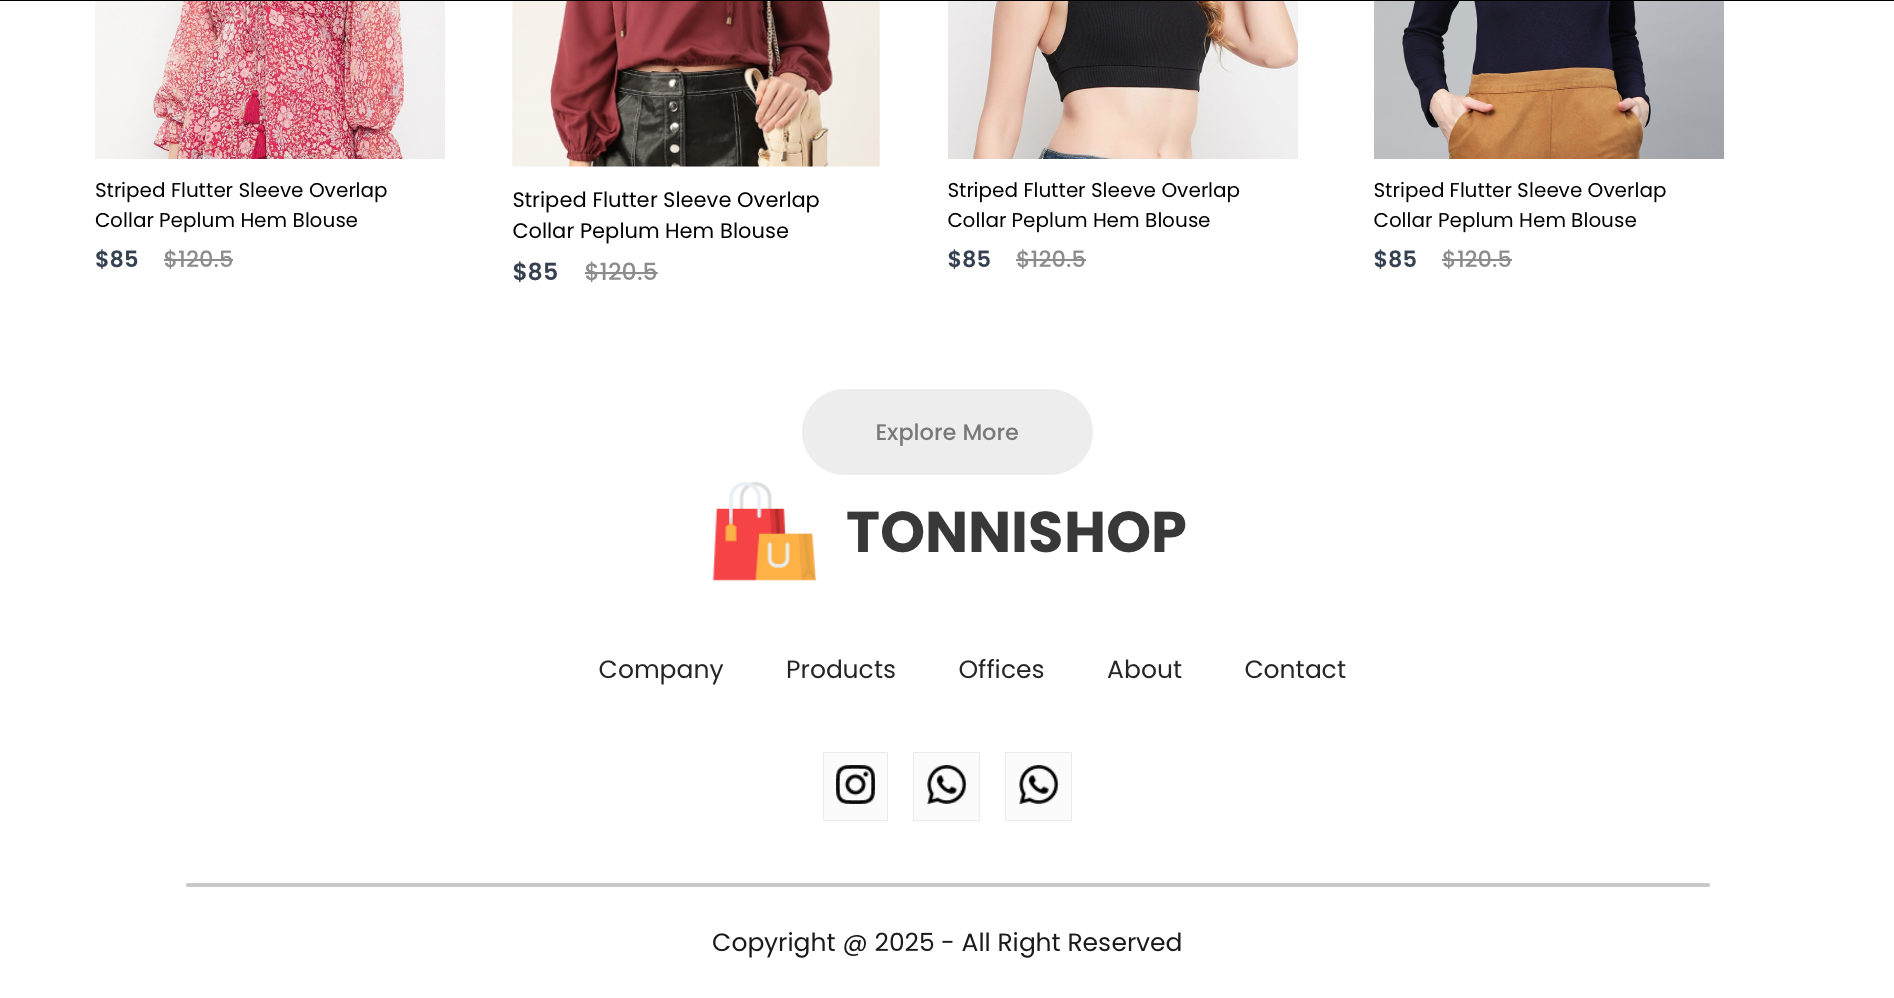 Striped Flutter Sleeve Overlap
Collar Peplum Hem Blouse
$85 $120.5
Striped Flutter Sleeve Overlap
Collar Peplum Hem Blouse
$85 $120.5
Striped Flutter Sleeve Overlap
Collar Peplum Hem Blouse
$85 $120.5
Striped Flutter Sleeve Overlap
Collar Peplum Hem Blouse
$85 $120.5
Explore More
TONNISHOP
Company Products Offices About Contact
Copyright @ 2025 - All Right Reserved